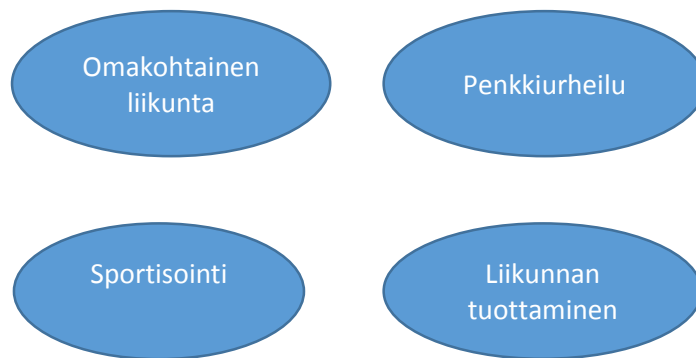 Omakohtainen
liikunta
Penkkiurheilu
Sportisointi
Liikunnan
tuottaminen